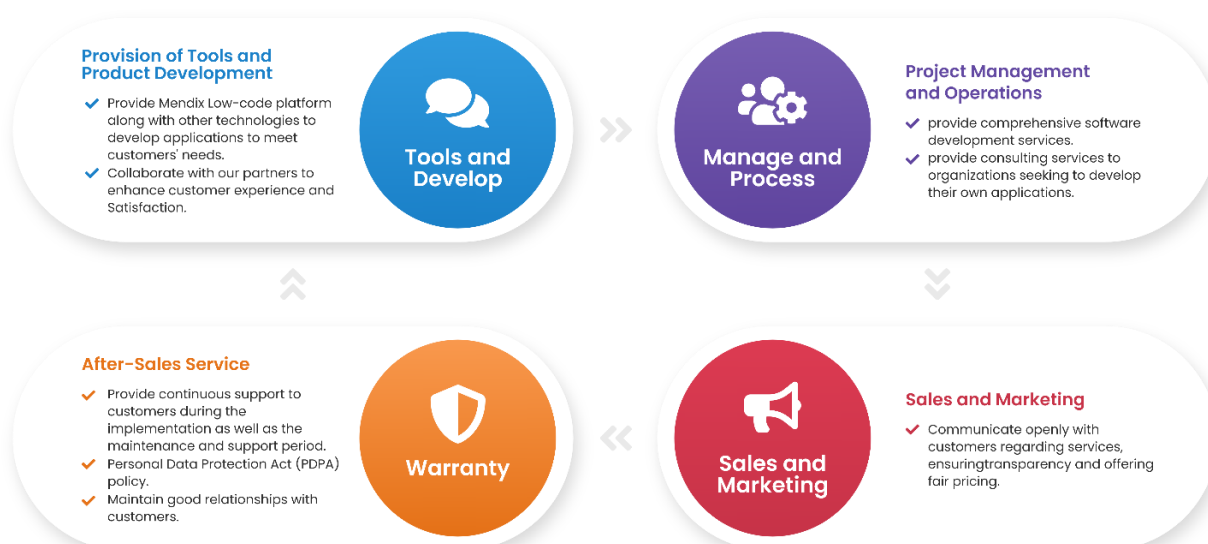 Provision of Tools and
Product Development
Provide Mendix Low-code platform
along with other technologies to
develop applications to meet
customers' needs.
Collaborate with our partners to
enhance customer experience and
Satisfaction.
Tools and
Develop
Manage and
Process
Project Management
and Operations
provide comprehensive software
development services.
provide consulting services to
organizations seeking to develop
their own applications.
After-Sales Service
Provide continuous support to
customers during the
implementation as well as the
maintenance and support period.
Personal Data Protection Act (PDPA)
policy.
Maintain good relationships with
customers.
Warranty
Sales and
Marketing
Sales and Marketing
Communicate openly with
customers regarding services,
ensuringtransparency and offering
fair pricing.